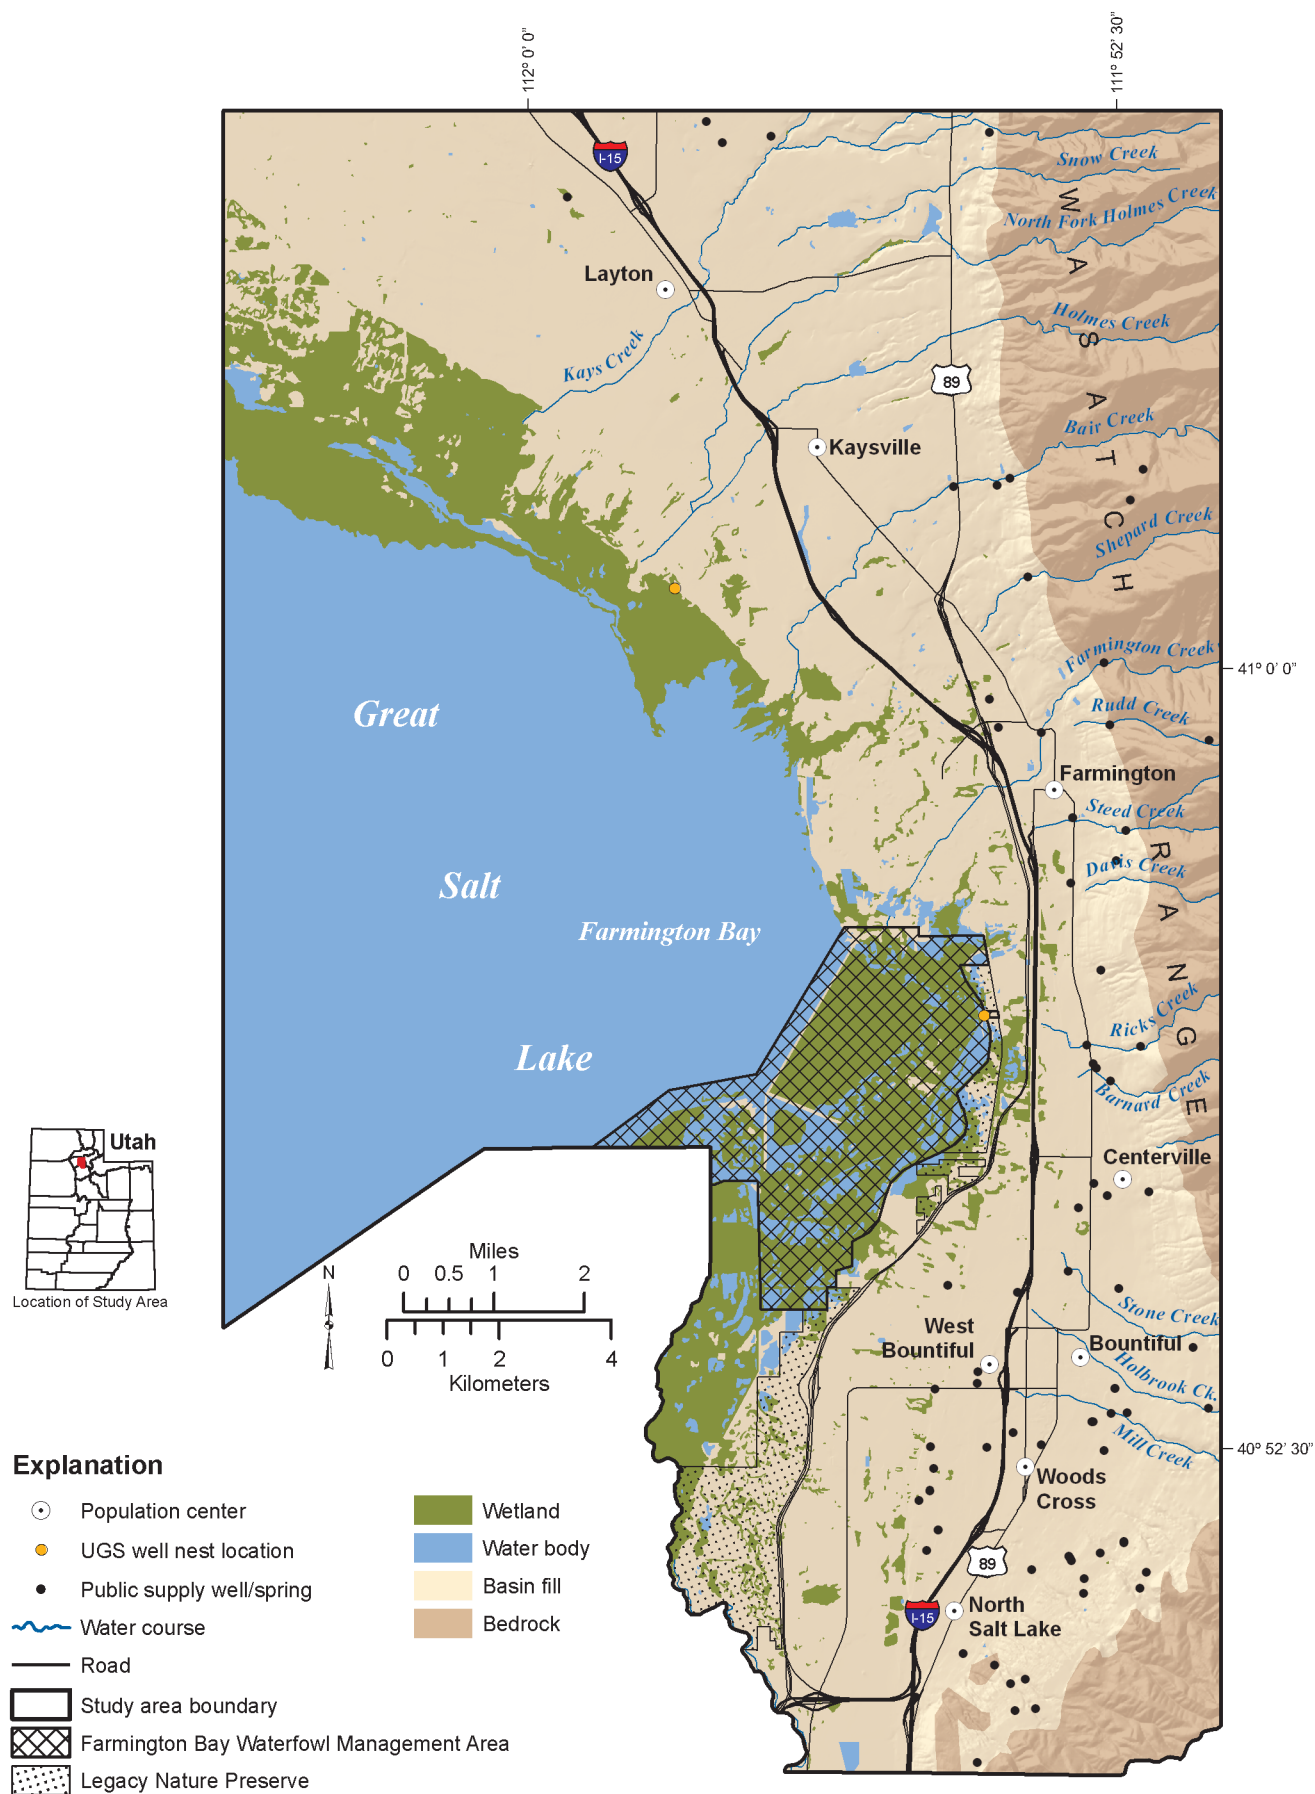 112° 0' 0"
111° 52' 30"
I-15
Snow Creek
North Fork Holmes Creek
Layton
Holmes Creek
Kays Creek
89
Bair Creek
Kaysville
Shepard Creek
WASATCH RANGE
Farmington Creek
41° 0' 0"
Great
Rudd Creek
Farmington
Steed Creek
Davis Creek
Salt
Farmington Bay
Ricks Creek
Lake
Barnard Creek
Utah
Centerville
Location of Study Area
N
Miles
0 0.5 1 2
0 1 2 4
Kilometers
Stone Creek
West
Bountiful
Bountiful
Holbrook Ck.
Mill Creek
40° 52' 30"
Woods
Cross
89
I-15
North
Salt Lake
Explanation
Population center
UGS well nest location
Public supply well/spring
Water course
Road
Study area boundary
Farmington Bay Waterfowl Management Area
Legacy Nature Preserve
Wetland
Water body
Basin fill
Bedrock